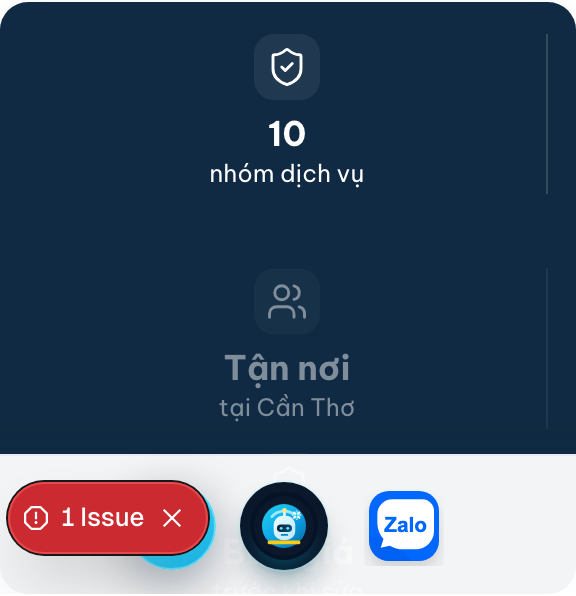 10
nhóm dịch vụ
Tận nơi
tại Cần Thơ
1 Issue
Zalo